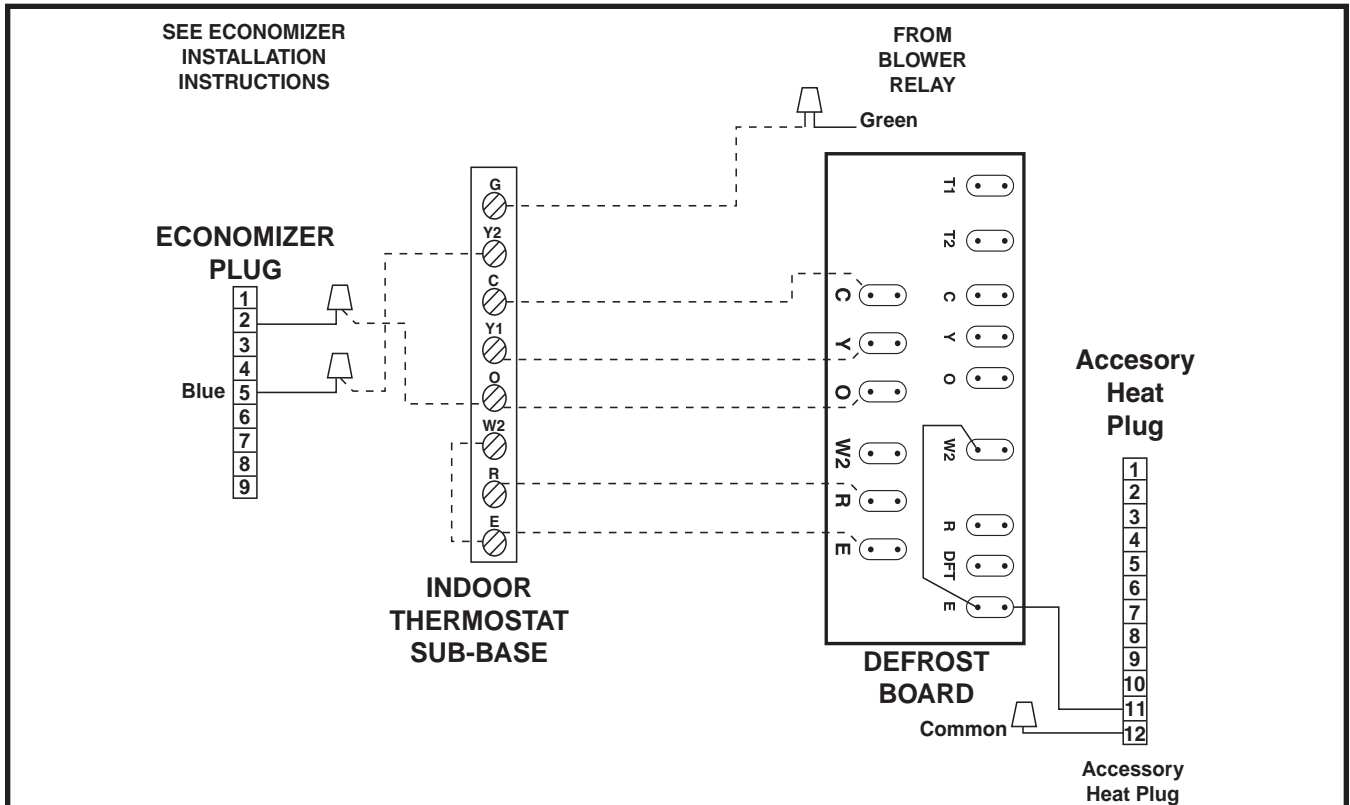 SEE ECONOMIZER
INSTALLATION
INSTRUCTIONS
FROM
BLOWER
RELAY
Green
ECONOMIZER
PLUG
1
2
3
4
5
6
7
8
9
Blue
G
Y2
C
Y1
O
W2
R
E
INDOOR
THERMOSTAT
SUB-BASE
C
Y
O
W2
R
E
T1
T2
C
Y
O
W2
R
DFT
E
DEFROST
BOARD
Accesory
Heat
Plug
1
2
3
4
5
6
7
8
9
10
11
12
Common
Accessory
Heat Plug